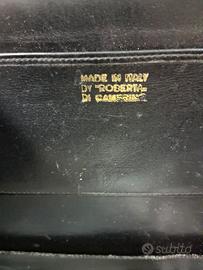 MADE IN ITALY
BY "ROBERTA
DI CAMERINO
subito